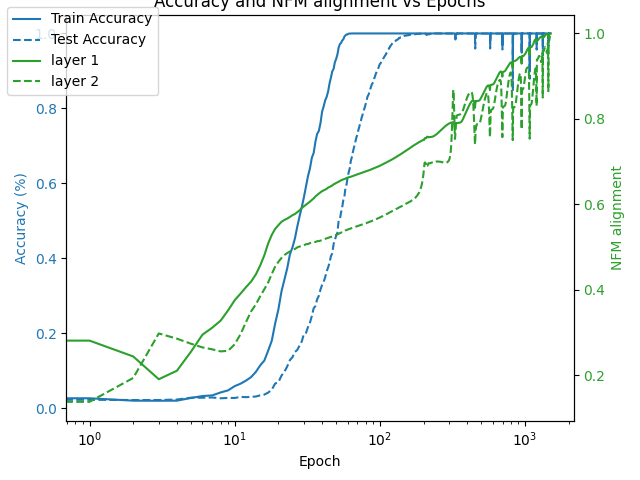 Accuracy and NFM alignment vs Epochs
Train Accuracy
Test Accuracy
layer 1
layer 2
1.0
0.8
0.6
0.4
0.2
0.0
Accuracy (%)
1.0
0.8
0.6
0.4
0.2
NFM alignment
10⁰
10¹
10²
10³
Epoch